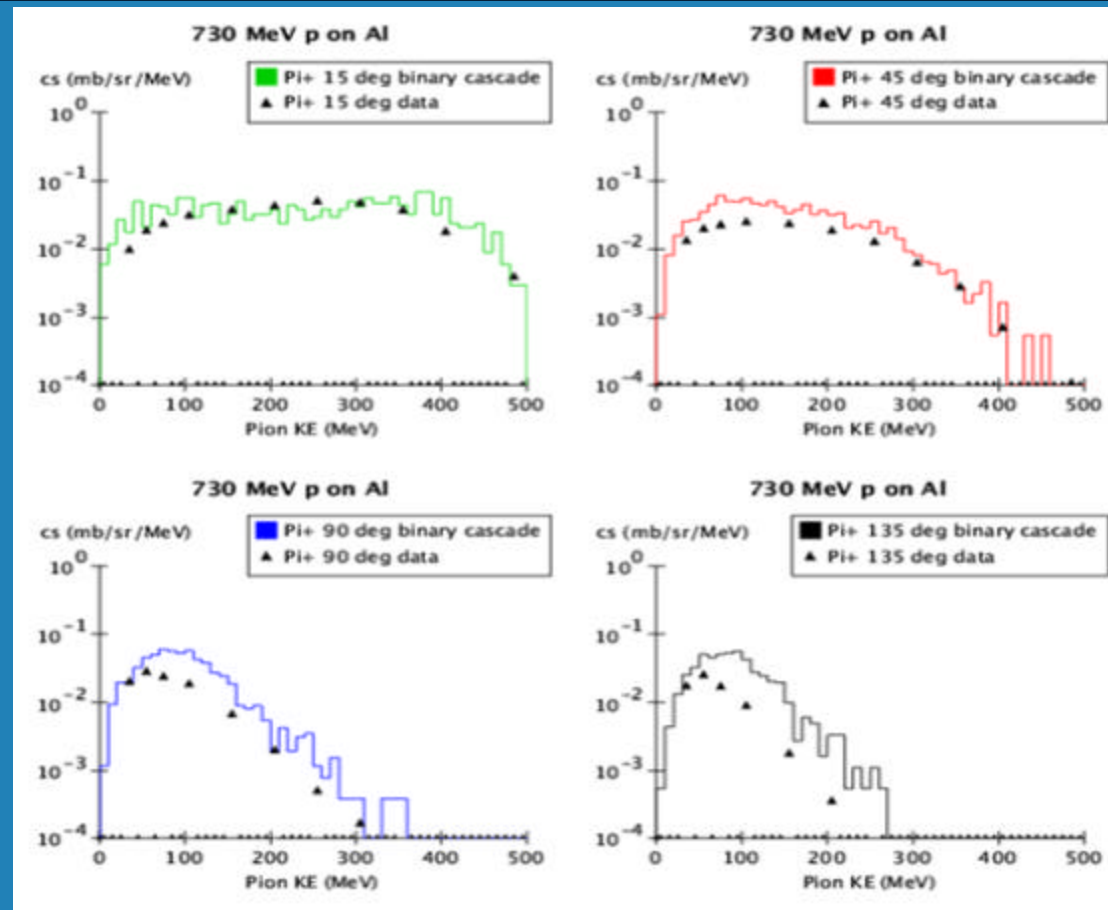 730 MeV p on Al
cs (mb/sr/MeV)
Pi+ 15 deg binary cascade
Pi+ 15 deg data
10^0
10^-1
10^-2
10^-3
10^-4
0 100 200 300 400 500
Pion KE (MeV)
730 MeV p on Al
cs (mb/sr/MeV)
Pi+ 45 deg binary cascade
Pi+ 45 deg data
10^0
10^-1
10^-2
10^-3
10^-4
0 100 200 300 400 500
Pion KE (MeV)
730 MeV p on Al
cs (mb/sr/MeV)
Pi+ 90 deg binary cascade
Pi+ 90 deg data
10^0
10^-1
10^-2
10^-3
10^-4
0 100 200 300 400 500
Pion KE (MeV)
730 MeV p on Al
cs (mb/sr/MeV)
Pi+ 135 deg binary cascade
Pi+ 135 deg data
10^0
10^-1
10^-2
10^-3
10^-4
0 100 200 300 400 500
Pion KE (MeV)